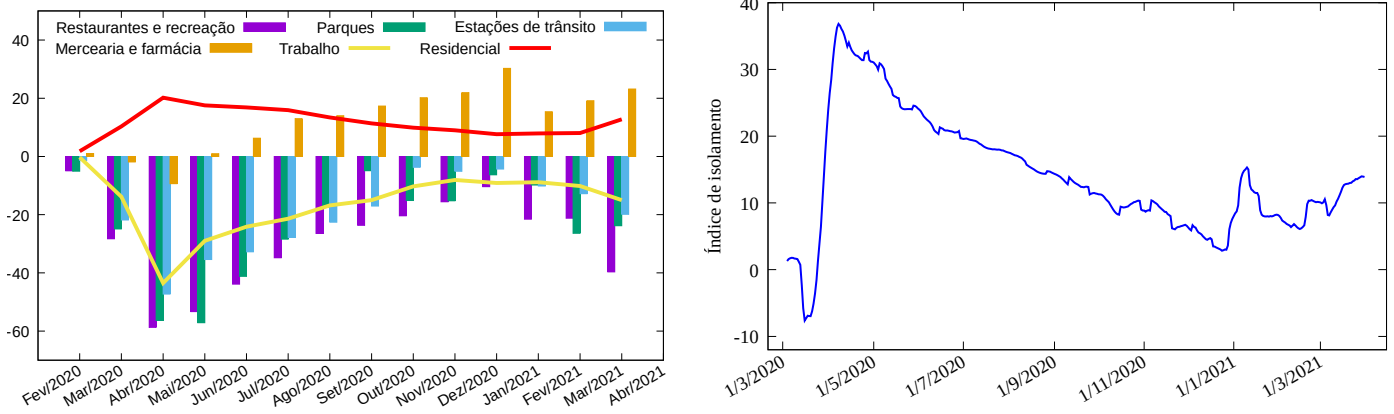 Restaurantes e recreação Parques Estações de trânsito
Mercearia e farmácia Trabalho Residencial
40
20
0
-20
-40
-60
Fev/2020 Mar/2020 Abr/2020 Mai/2020 Jun/2020 Jul/2020 Ago/2020 Set/2020 Out/2020 Nov/2020 Dez/2020 Jan/2021 Fev/2021 Mar/2021 Abr/2021
Índice de isolamento
40
30
20
10
0
-10
1/3/2020 1/5/2020 1/7/2020 1/9/2020 1/11/2020 1/1/2021 1/3/2021